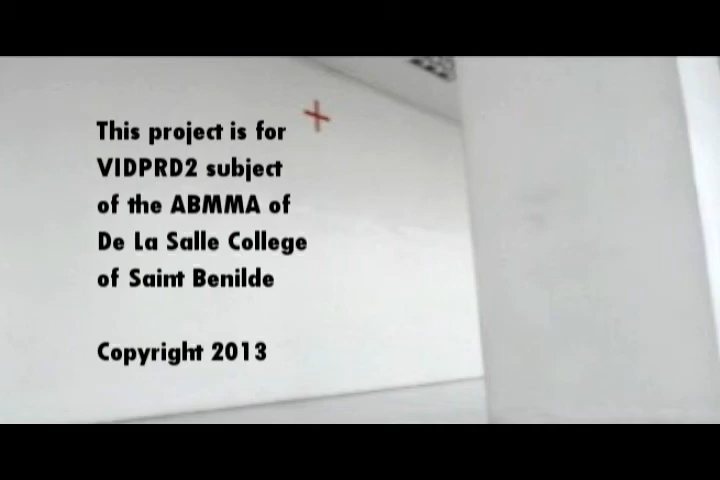 This project is for
VIDPRD2 subject
of the ABMMA of
De La Salle College
of Saint Benilde
Copyright 2013